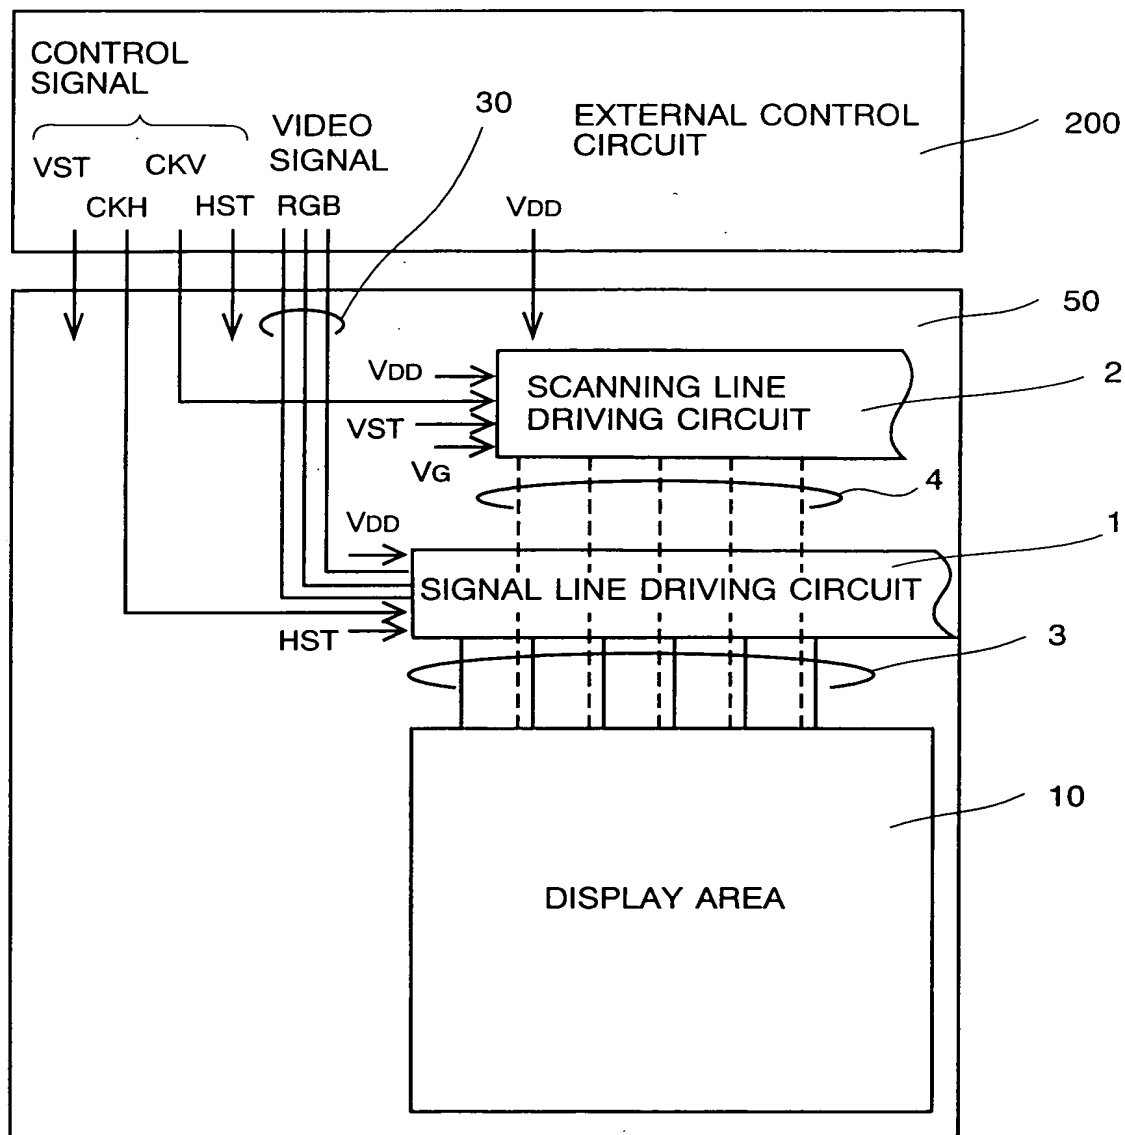 CONTROL
SIGNAL
VST
CKV
CKH
HST
VIDEO
SIGNAL
RGB
30
EXTERNAL CONTROL
CIRCUIT
200
VDD
50
VDD
VST
VG
SCANNING LINE
DRIVING CIRCUIT
2
4
VDD
HST
SIGNAL LINE DRIVING CIRCUIT
1
3
10
DISPLAY AREA